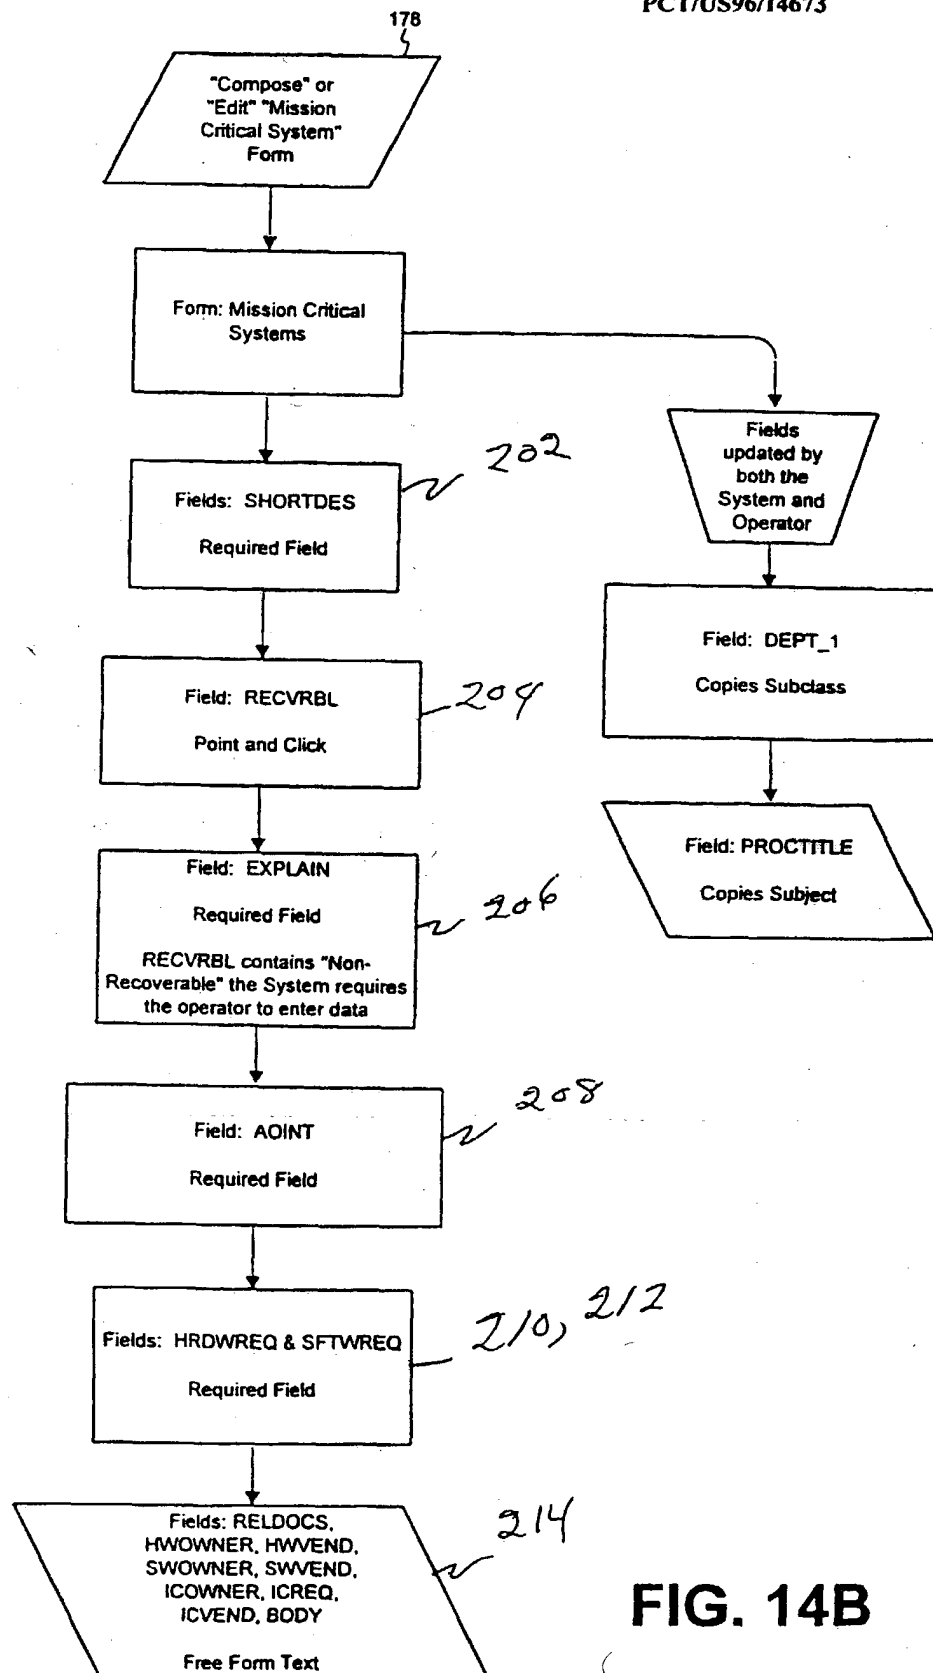 PCT/US96/14673
178
"Compose" or
"Edit" "Mission
Critical System"
Form
Form: Mission Critical
Systems
Fields
updated by
both the
System and
Operator
202
Fields: SHORTDES
Required Field
Field: DEPT_1
Copies Subclass
204
Field: RECVRBL
Point and Click
Field: PROCTITLE
Copies Subject
206
Field: EXPLAIN
Required Field
RECVRBL contains "Non-
Recoverable" the System requires
the operator to enter data
208
Field: AOINT
Required Field
210, 212
Fields: HRDWREQ & SFTWREQ
Required Field
214
Fields: RELDOCS,
HWOWNER, HWVEND,
SWOWNER, SWVEND,
ICOWNER, ICREQ,
ICVEND, BODY
Free Form Text
FIG. 14B